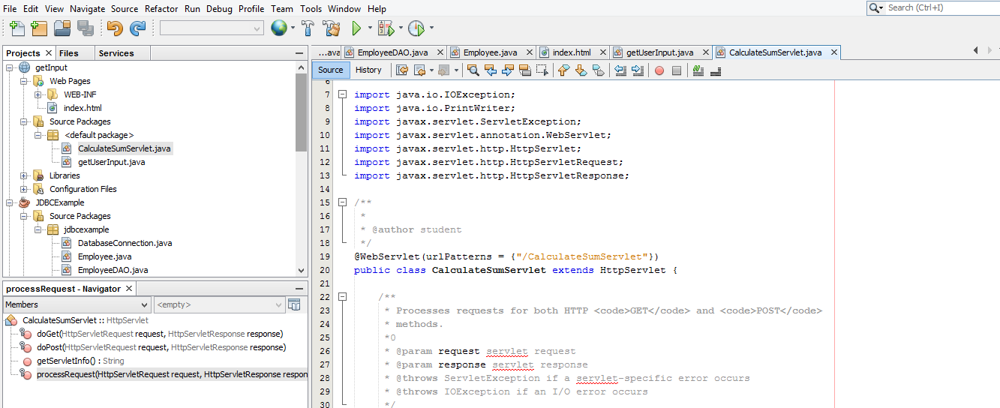 File Edit View Navigate Source Refactor Run Debug Profile Team Tools Window Help
Search (Ctrl+I)
Projects Files Services
getInput
Web Pages
WEB-INF
index.html
Source Packages
<default package>
CalculateSumServlet.java
getUserInput.java
Libraries
Configuration Files
JDBCExample
Source Packages
jdbcexample
DatabaseConnection.java
Employee.java
EmployeeDAO.java
processRequest - Navigator
Members <empty>
CalculateSumServlet :: HttpServlet
doGet(HttpServletRequest request, HttpServletResponse response)
doPost(HttpServletRequest request, HttpServletResponse response)
getServletInfo() : String
processRequest(HttpServletRequest request, HttpServletResponse respon
...ava EmployeeDAO.java Employee.java index.html getUserInput.java CalculateSumServlet.java
Source History
6
7 import java.io.IOException;
8 import java.io.PrintWriter;
9 import javax.servlet.ServletException;
10 import javax.servlet.annotation.WebServlet;
11 import javax.servlet.http.HttpServlet;
12 import javax.servlet.http.HttpServletRequest;
13 import javax.servlet.http.HttpServletResponse;
14
15 /**
16 *
17 * @author student
18 */
19 @WebServlet(urlPatterns = {"/CalculateSumServlet"})
20 public class CalculateSumServlet extends HttpServlet {
21
22 /**
23 * Processes requests for both HTTP <code>GET</code> and <code>POST</code>
24 * methods.
25 *0
26 * @param request servlet request
27 * @param response servlet response
28 * @throws ServletException if a servlet-specific error occurs
29 * @throws IOException if an I/O error occurs
30 */